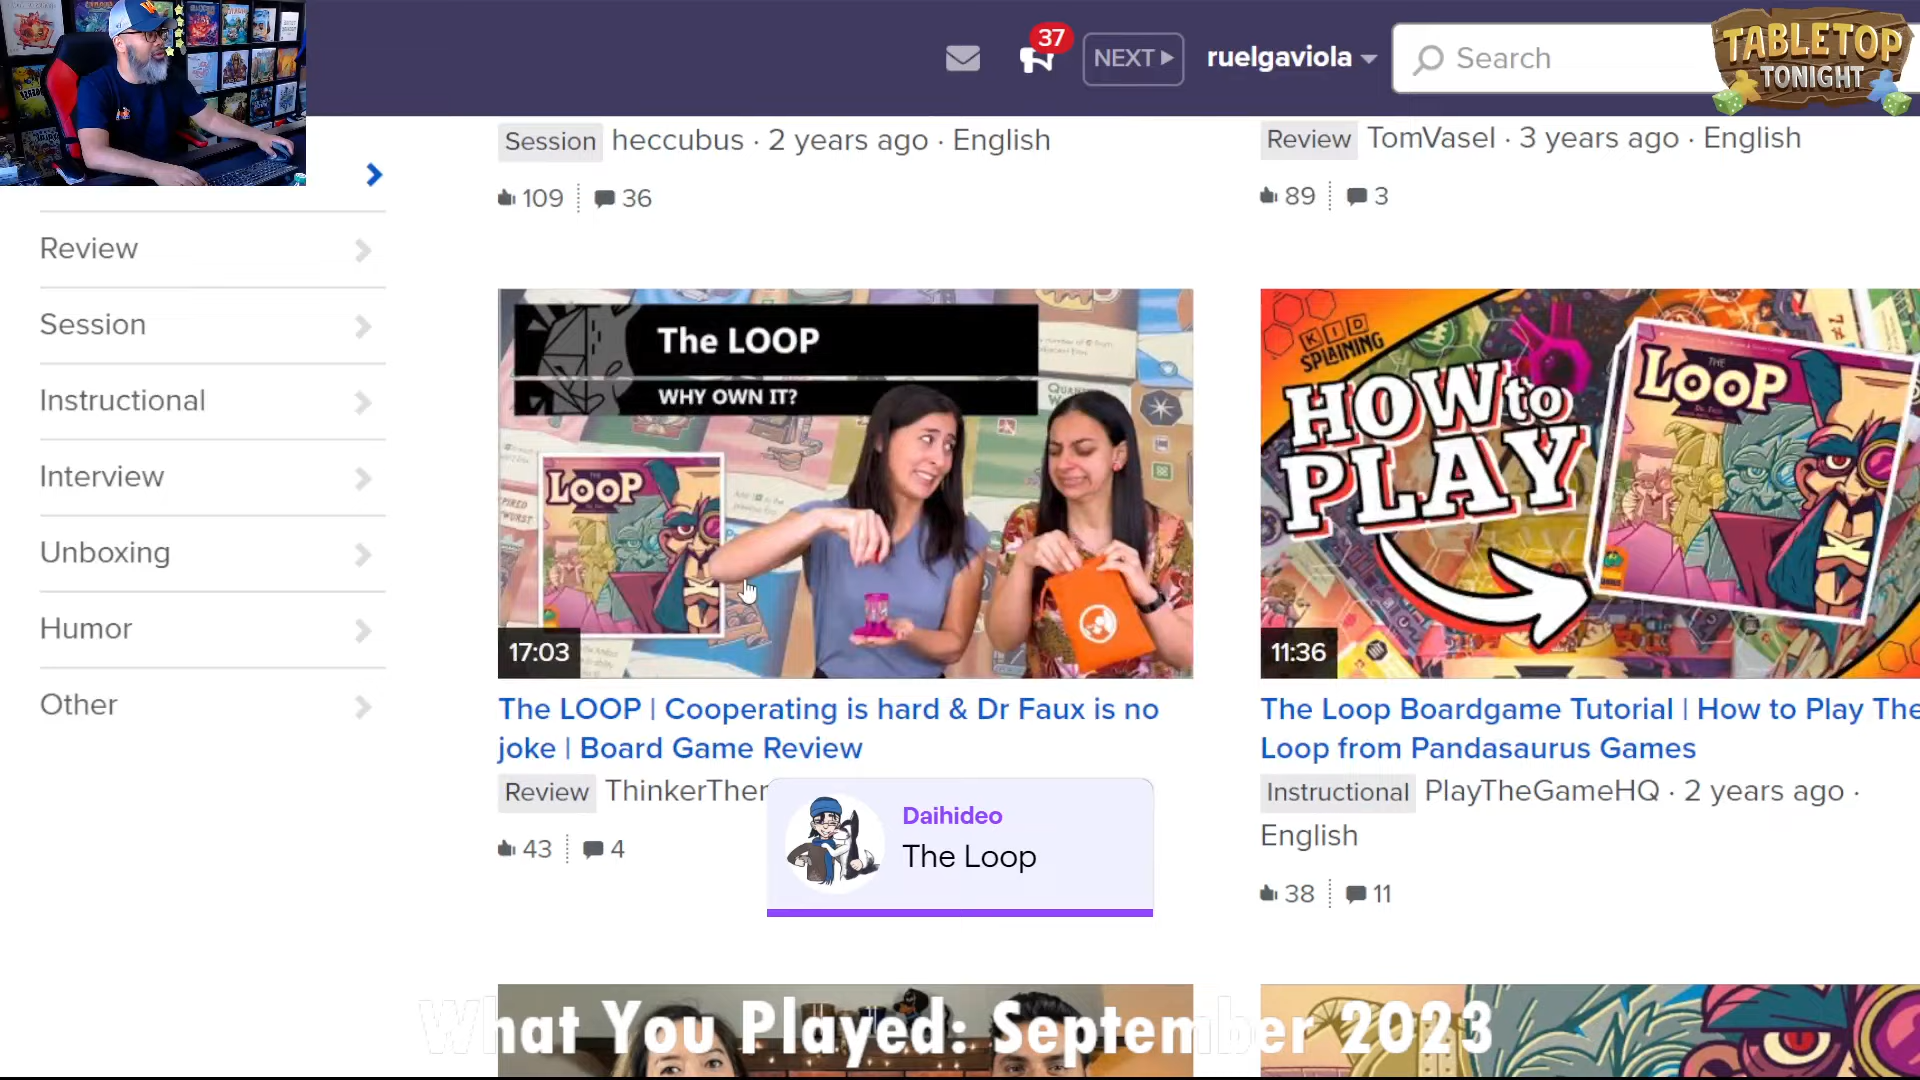 37
NEXT
ruelgaviola
Search
TABLETOP
TONIGHT
Session heccubus · 2 years ago · English
109 36
Review TomVasel · 3 years ago · English
89 3
Review
Session
Instructional
Interview
Unboxing
Humor
Other
The LOOP
WHY OWN IT?
THE
LOOP
17:03
The LOOP | Cooperating is hard & Dr Faux is no
joke | Board Game Review
Review ThinkerTher
43 4
KID
SPLAINING
HOW to
PLAY
THE
LOOP
11:36
The Loop Boardgame Tutorial | How to Play The
Loop from Pandasaurus Games
Instructional PlayTheGameHQ · 2 years ago ·
English
38 11
Daihideo
The Loop
What You Played: September 2023